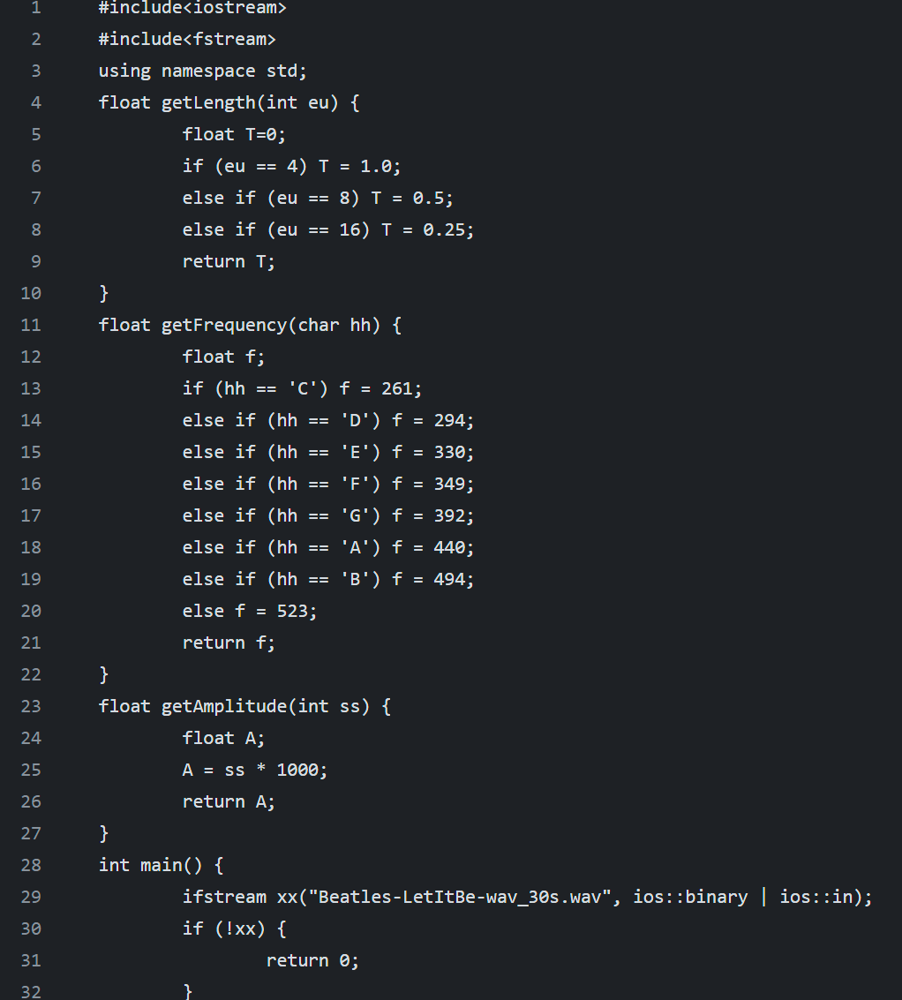 1 #include<iostream>
2 #include<fstream>
3 using namespace std;
4 float getLength(int eu) {
5 float T=0;
6 if (eu == 4) T = 1.0;
7 else if (eu == 8) T = 0.5;
8 else if (eu == 16) T = 0.25;
9 return T;
10 }
11 float getFrequency(char hh) {
12 float f;
13 if (hh == 'C') f = 261;
14 else if (hh == 'D') f = 294;
15 else if (hh == 'E') f = 330;
16 else if (hh == 'F') f = 349;
17 else if (hh == 'G') f = 392;
18 else if (hh == 'A') f = 440;
19 else if (hh == 'B') f = 494;
20 else f = 523;
21 return f;
22 }
23 float getAmplitude(int ss) {
24 float A;
25 A = ss * 1000;
26 return A;
27 }
28 int main() {
29 ifstream xx("Beatles-LetItBe-wav_30s.wav", ios::binary | ios::in);
30 if (!xx) {
31 return 0;
32 }